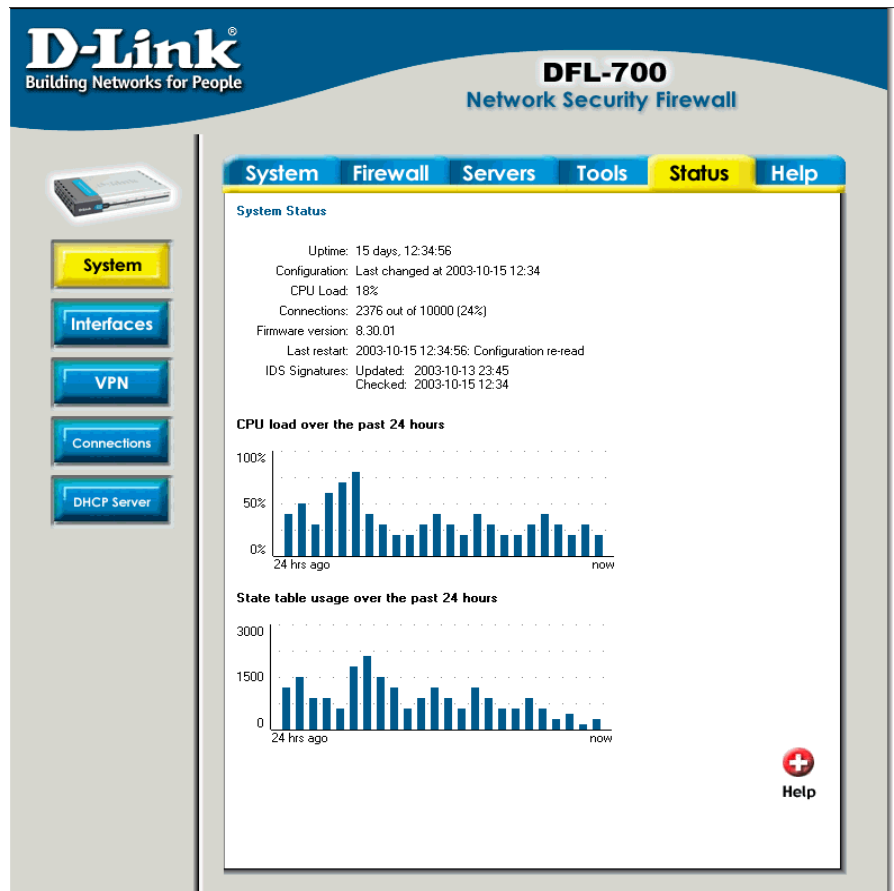 D-Link®
Building Networks for People
DFL-700
Network Security Firewall
System Firewall Servers Tools Status Help
System
Interfaces
VPN
Connections
DHCP Server
System Status
Uptime: 15 days, 12:34:56
Configuration: Last changed at 2003-10-15 12:34
CPU Load: 18%
Connections: 2376 out of 10000 (24%)
Firmware version: 8.30.01
Last restart: 2003-10-15 12:34:56: Configuration re-read
IDS Signatures: Updated: 2003-10-13 23:45
Checked: 2003-10-15 12:34
CPU load over the past 24 hours
100%
50%
0%
24 hrs ago now
State table usage over the past 24 hours
3000
1500
0
24 hrs ago now
Help